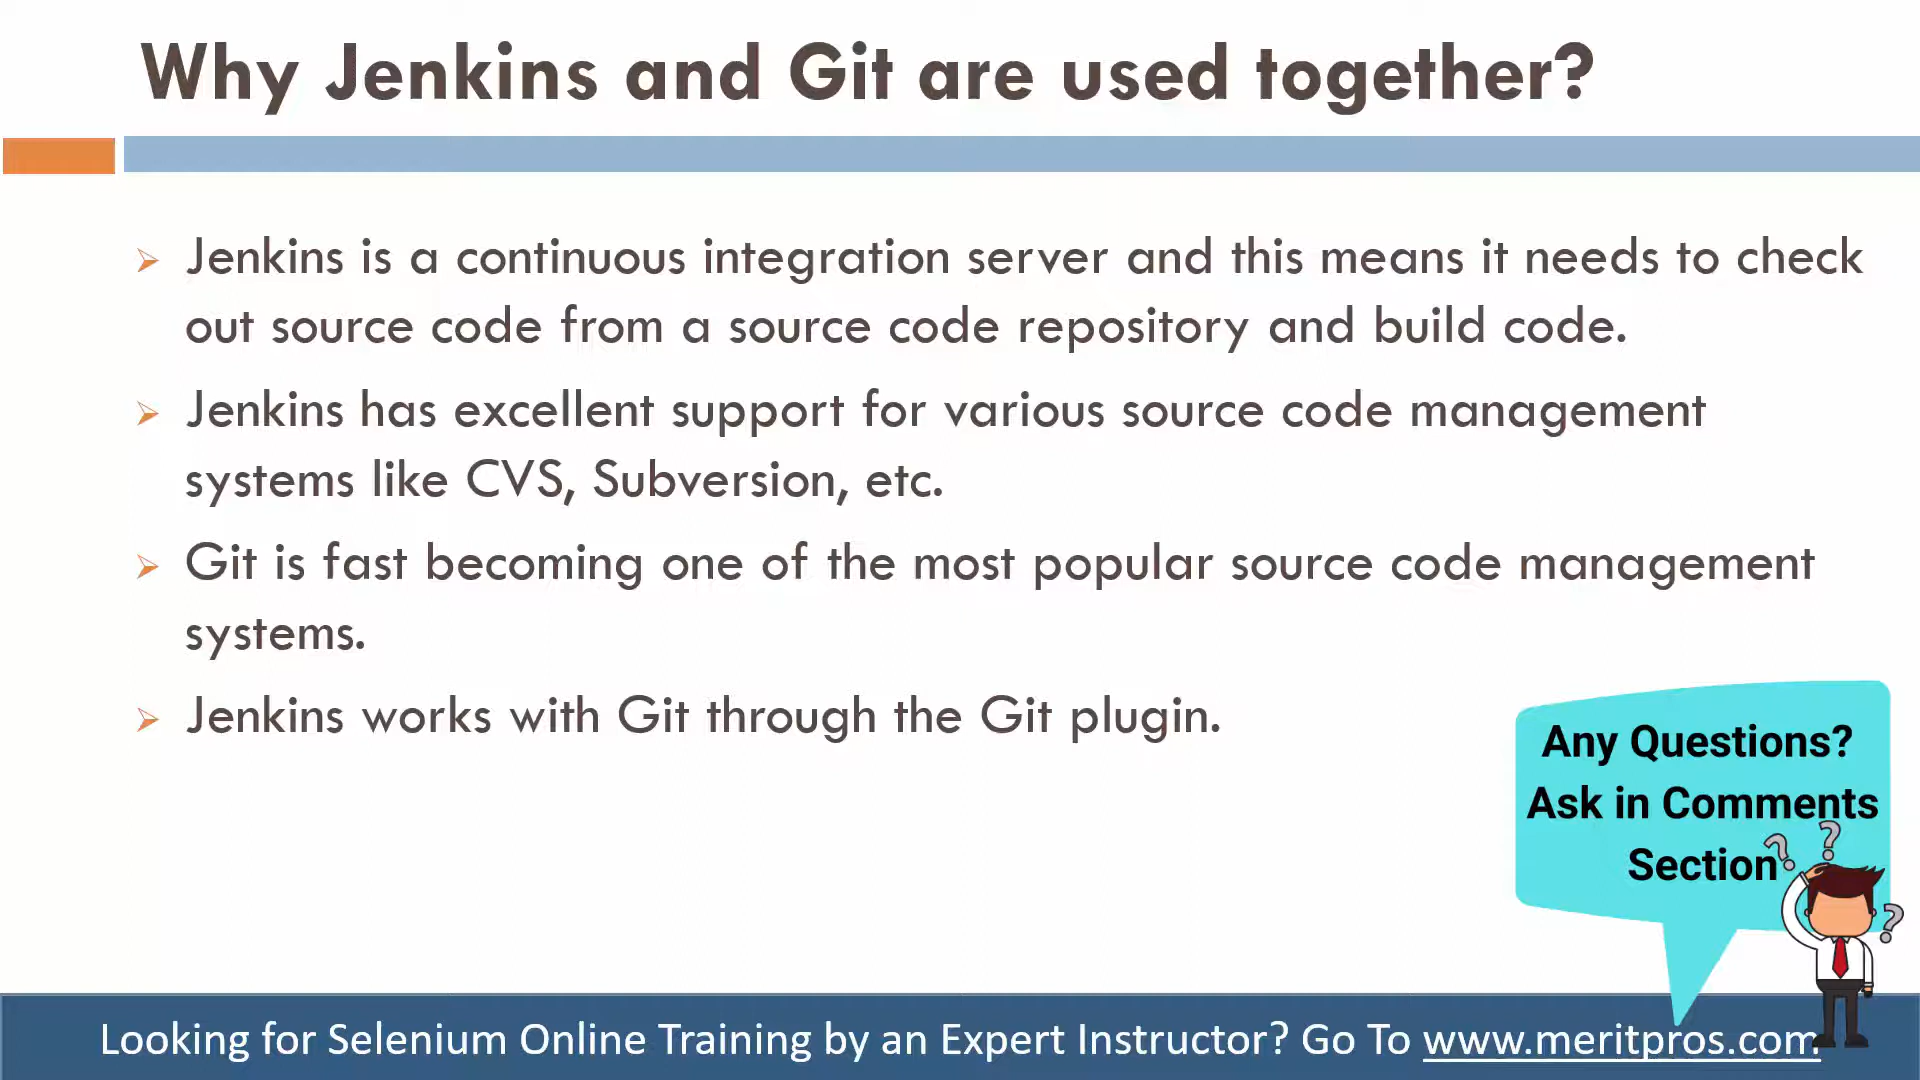 Why Jenkins and Git are used together?
Jenkins is a continuous integration server and this means it needs to check
out source code from a source code repository and build code.
Jenkins has excellent support for various source code management
systems like CVS, Subversion, etc.
Git is fast becoming one of the most popular source code management
systems.
Jenkins works with Git through the Git plugin.
Any Questions?
Ask in Comments
Section
Looking for Selenium Online Training by an Expert Instructor? Go To www.meritpros.com